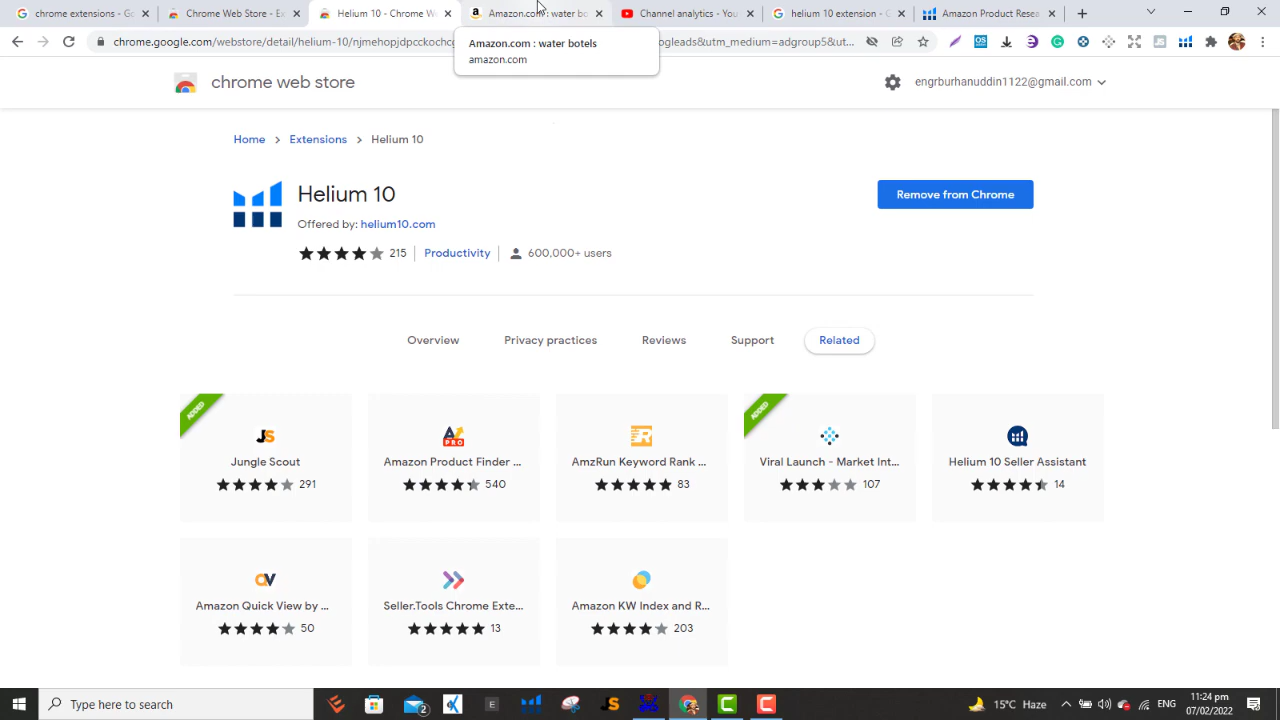 chrome extensions - G
Chrome Web Store - Ex
Helium 10 - Chrome W
Amazon.com : water bo
Channel analytics - You
helium 10 extension - C
Amazon Product Resea
chrome.google.com/webstore/detail/helium-10/njmehopjdpcckochcg
ogleads&utm_medium=adgroup5&ut...
Amazon.com : water botels
amazon.com
chrome web store
engrburhanuddin1122@gmail.com
Home > Extensions > Helium 10
Helium 10
Remove from Chrome
Offered by: helium10.com
215 Productivity 600,000+ users
Overview Privacy practices Reviews Support Related
ADDED
ADDED
Jungle Scout
Amazon Product Finder ...
AmzRun Keyword Rank ...
Viral Launch - Market Int...
Helium 10 Seller Assistant
291
540
83
107
14
Amazon Quick View by ...
Seller.Tools Chrome Exte...
Amazon KW Index and R...
50
13
203
Type here to search
15°C Haze
ENG
11:24 pm
07/02/2022